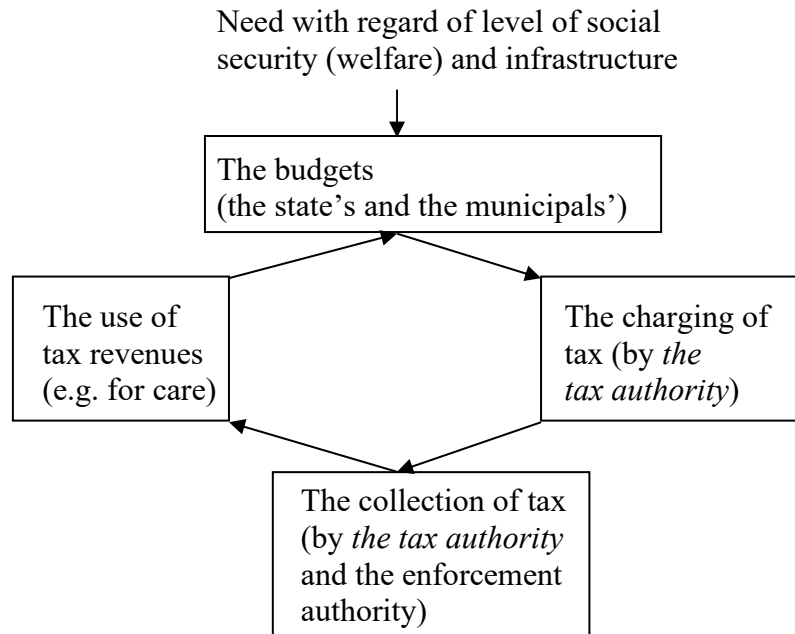 Need with regard of level of social
security (welfare) and infrastructure
The budgets
(the state’s and the municipals’)
The use of
tax revenues
(e.g. for care)
The charging of
tax (by the
tax authority)
The collection of tax
(by the tax authority
and the enforcement
authority)